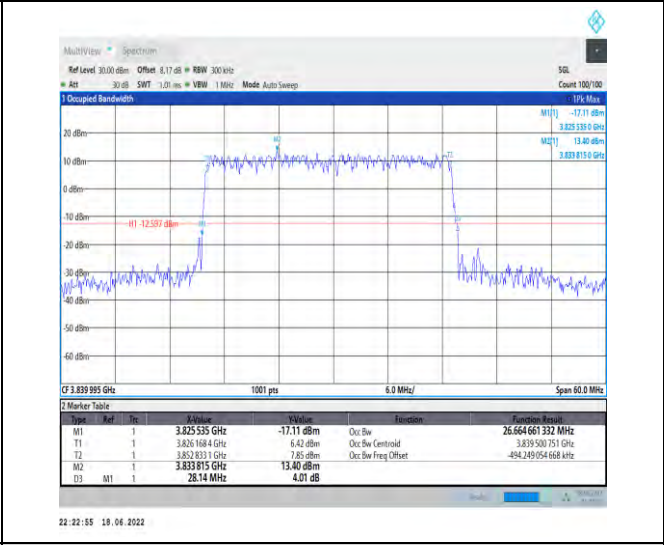 MultiView Spectrum
Ref Level 30.00 dBm Offset 8.17 dB RBW 300 kHz SGL
Att 30 dB SWT 1.01 ms VBW 1 MHz Mode Auto Sweep Count 100/100
1 Occupied Bandwidth 1Pk Max
M1[1] -17.11 dBm
3.825 535 0 GHz
M2[1] 13.40 dBm
3.833 815 0 GHz
20 dBm
M2
T1
T2
10 dBm
0 dBm
-10 dBm
H1 -12.597 dBm
M1
-20 dBm
-30 dBm
-40 dBm
-50 dBm
-60 dBm
CF 3.839 995 GHz 1001 pts 6.0 MHz/ Span 60.0 MHz
2 Marker Table
Type Ref Trc X-Value Y-Value Function Function Result
M1 1 3.825 535 GHz -17.11 dBm Occ Bw 26.664 661 332 MHz
T1 1 3.826 168 4 GHz 6.42 dBm Occ Bw Centroid 3.839 500 751 GHz
T2 1 3.852 833 1 GHz 7.85 dBm Occ Bw Freq Offset -494.249 054 668 kHz
M2 1 3.833 815 GHz 13.40 dBm
D3 M1 1 28.14 MHz 4.01 dB
22:22:55 18.06.2022